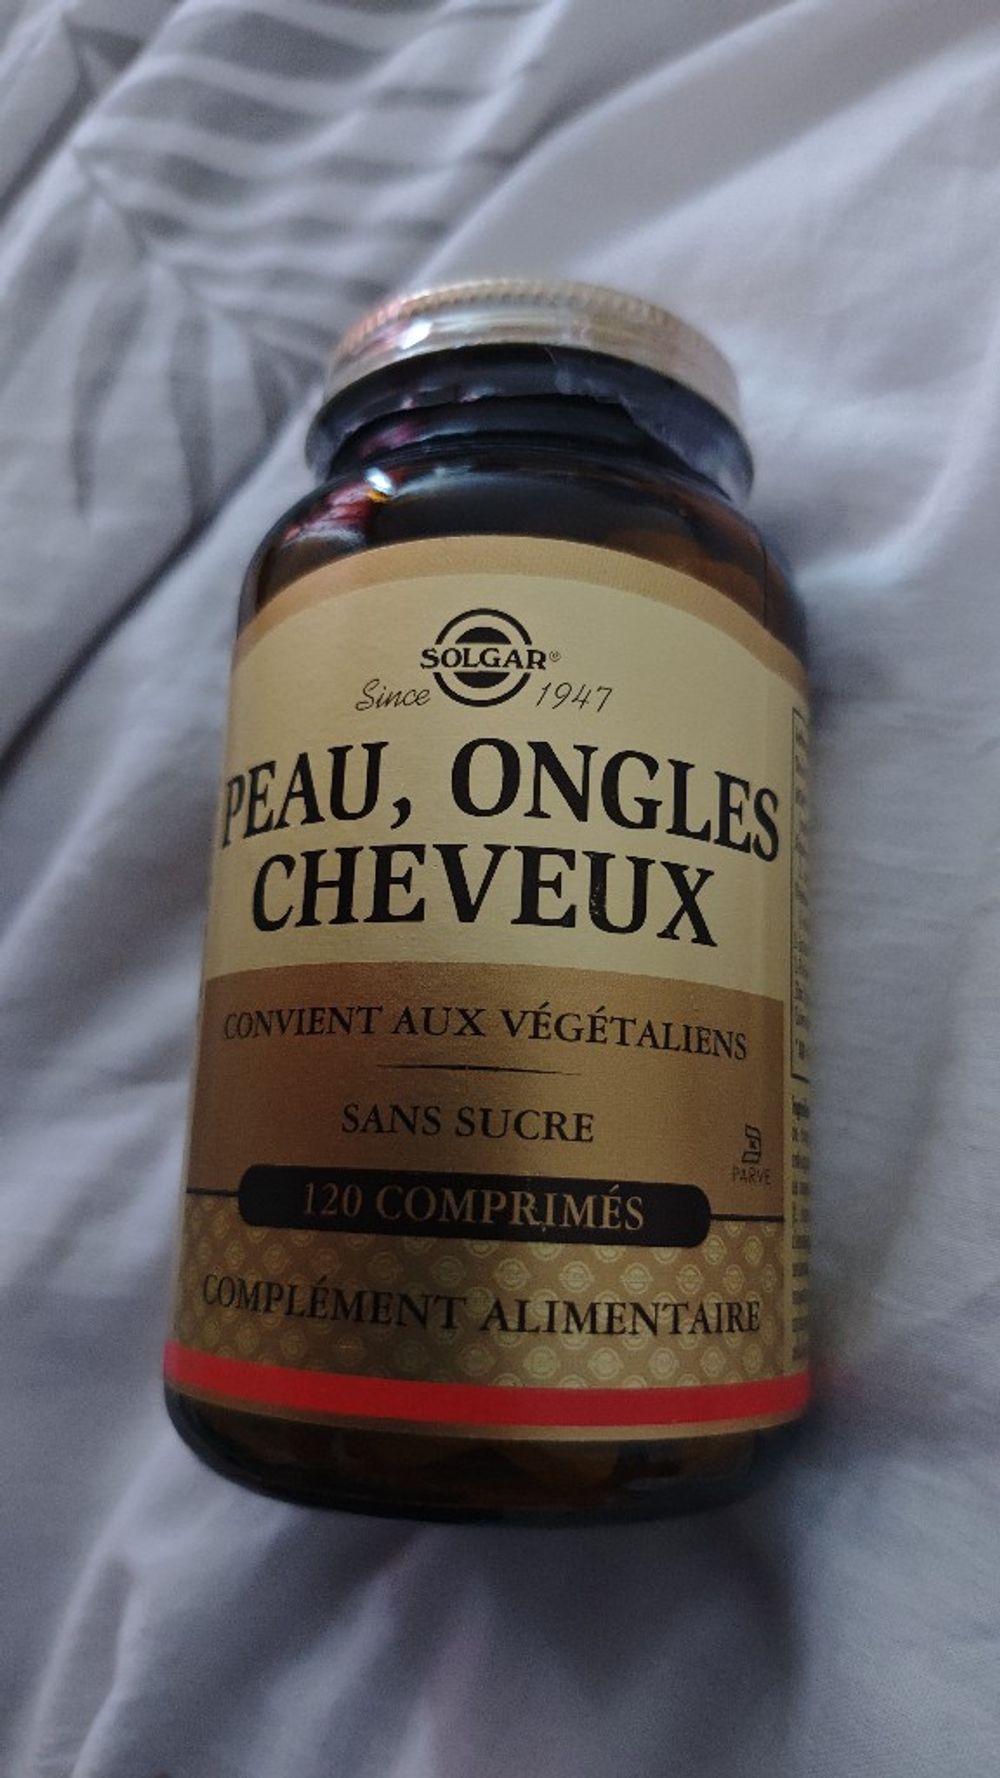 SOLGAR®
Since 1947
PEAU, ONGLES
CHEVEUX
CONVIENT AUX VÉGÉTALIENS
SANS SUCRE
PARVE
120 COMPRIMÉS
COMPLÉMENT ALIMENTAIRE